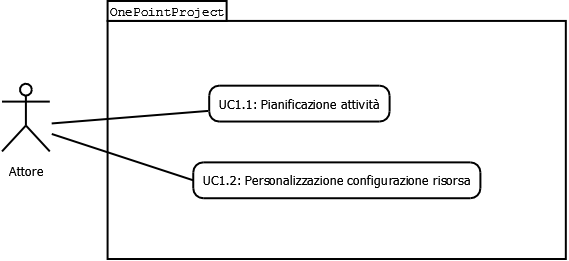 OnePointProject
UC1.1: Pianificazione attività
Attore
UC1.2: Personalizzazione configurazione risorsa